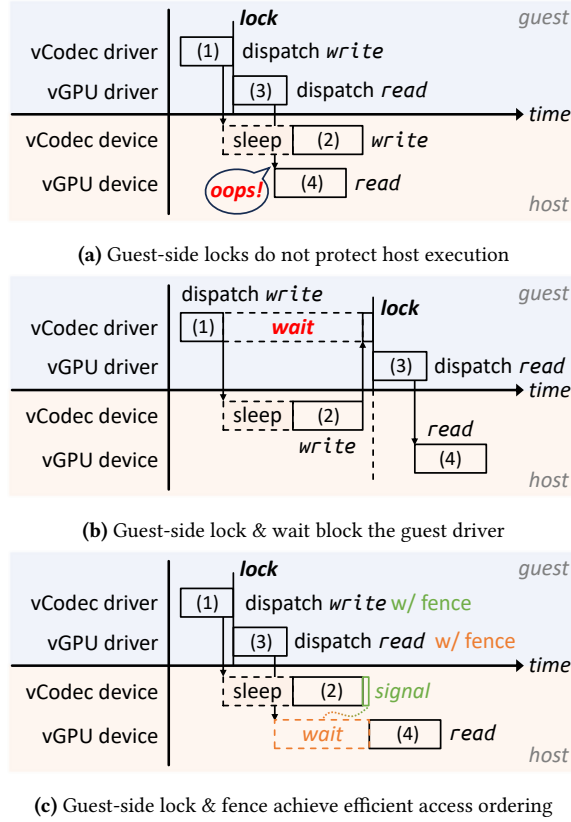 lock
guest
vCodec driver (1) dispatch write
vGPU driver (3) dispatch read
time
vCodec device sleep (2) write
vGPU device oops! (4) read
host
(a) Guest-side locks do not protect host execution
dispatch write
guest
lock
vCodec driver (1) wait
vGPU driver (3) dispatch read
time
vCodec device sleep (2) read
write
vGPU device (4)
host
(b) Guest-side lock & wait block the guest driver
lock
guest
vCodec driver (1) dispatch write w/ fence
vGPU driver (3) dispatch read w/ fence
time
vCodec device sleep (2) signal
vGPU device wait (4) read
host
(c) Guest-side lock & fence achieve efficient access ordering